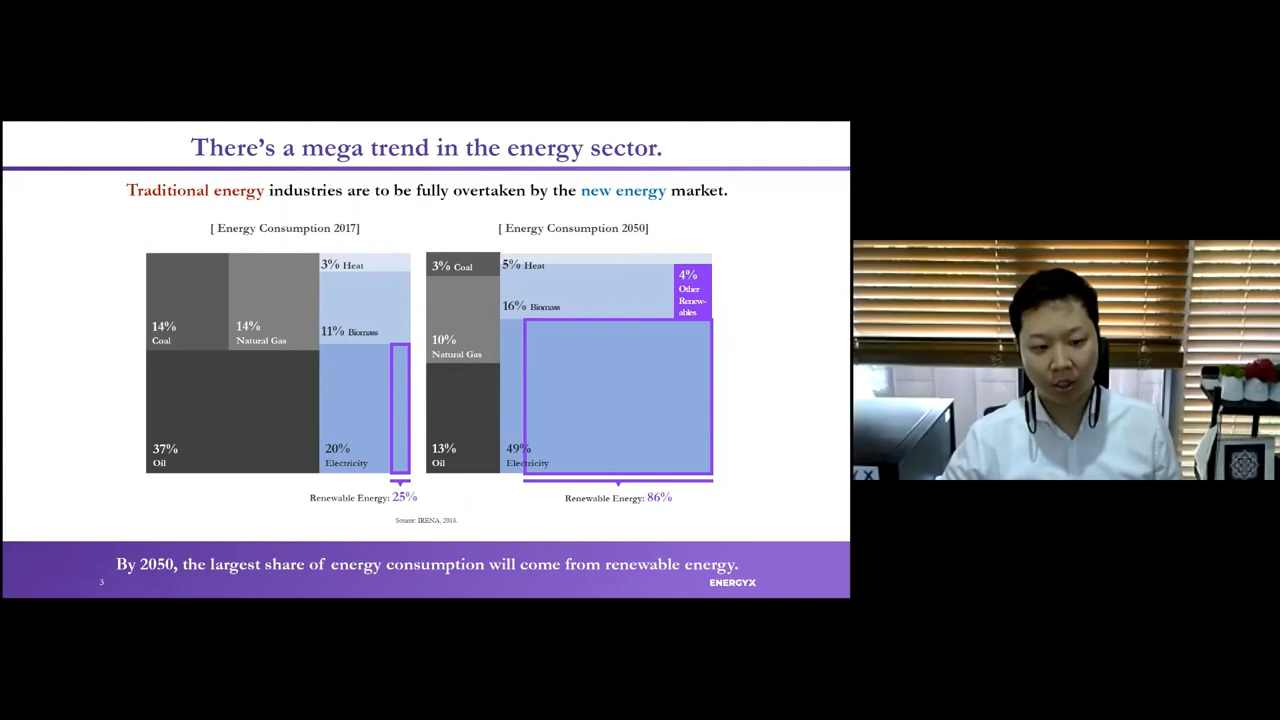 There's a mega trend in the energy sector.
Traditional energy industries are to be fully overtaken by the new energy market.
[ Energy Consumption 2017]
[ Energy Consumption 2050]
14%
Coal
14%
Natural Gas
3% Heat
11% Biomass
37%
Oil
20%
Electricity
Renewable Energy: 25%
3% Coal
5% Heat
4%
Other
Renew-
ables
16% Biomass
10%
Natural Gas
13%
Oil
49%
Electricity
Renewable Energy: 86%
Source: IRENA, 2018.
By 2050, the largest share of energy consumption will come from renewable energy.
3
ENERGYX